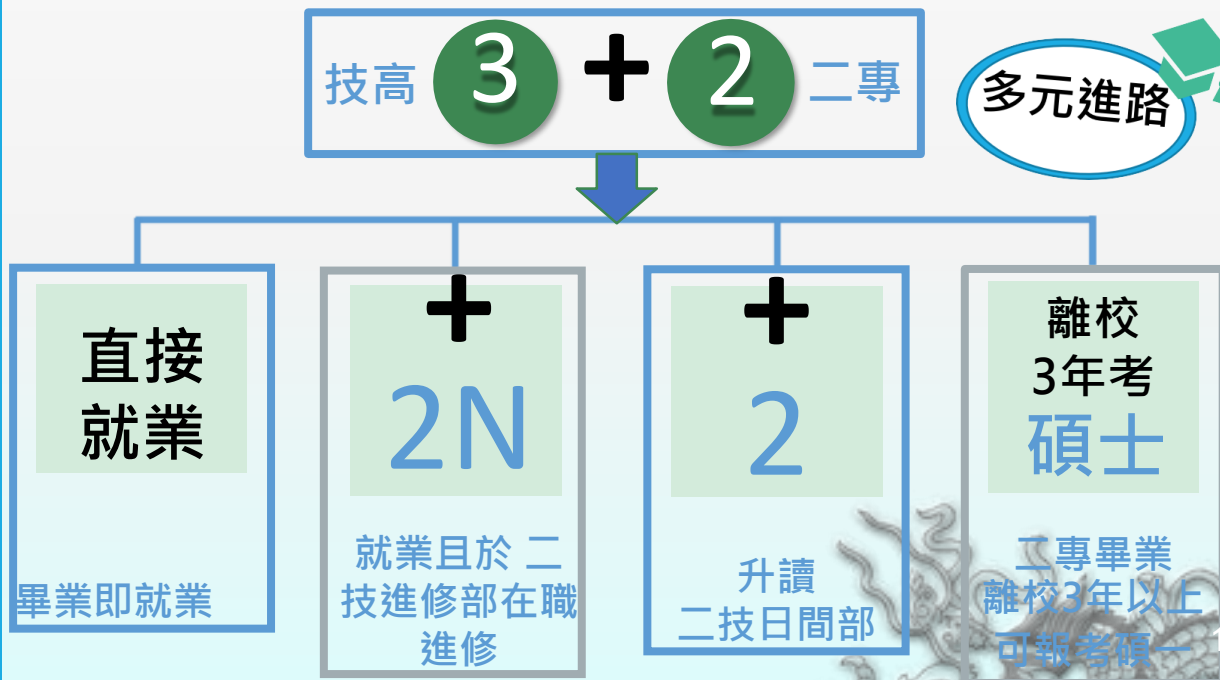 技高 3 + 2 二專
多元進路
直接
就業
畢業即就業
+
2N
就業且於 二
技進修部在職
進修
+
2
升讀
二技日間部
離校
3年考
碩士
二專畢業
離校3年以上
可報考碩一